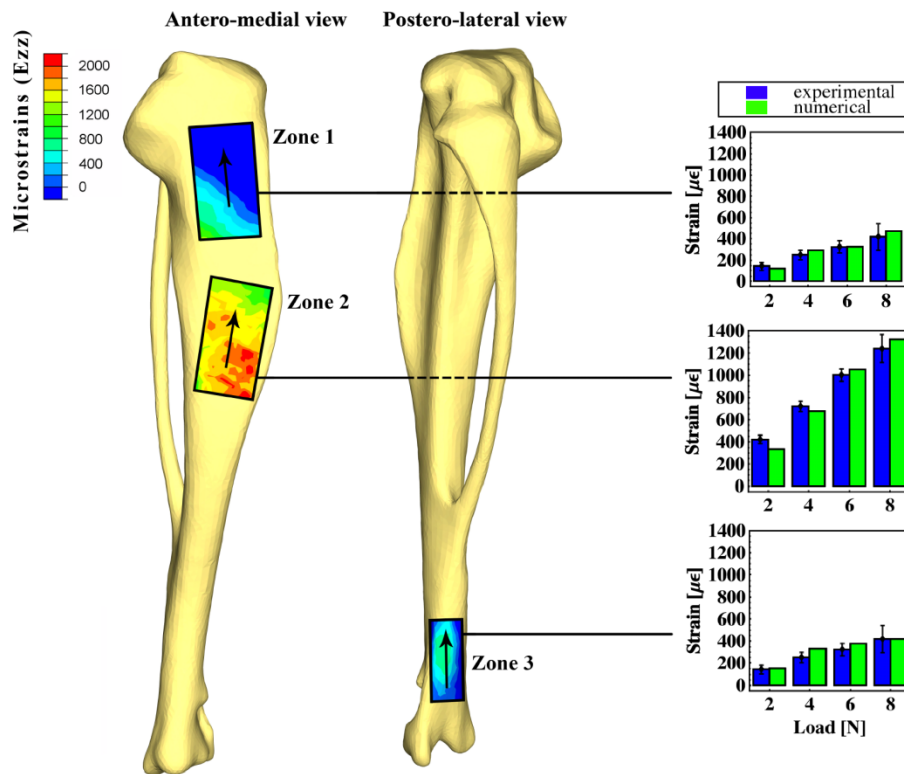 Antero-medial view
Postero-lateral view
Microstrains (Ezz)
2000
1600
1200
800
400
0
Zone 1
Zone 2
Zone 3
experimental
numerical
Strain [µϵ]
1400
1200
1000
800
600
400
200
0
2 4 6 8
Strain [µϵ]
1400
1200
1000
800
600
400
200
0
2 4 6 8
Strain [µϵ]
1400
1200
1000
800
600
400
200
0
2 4 6 8
Load [N]